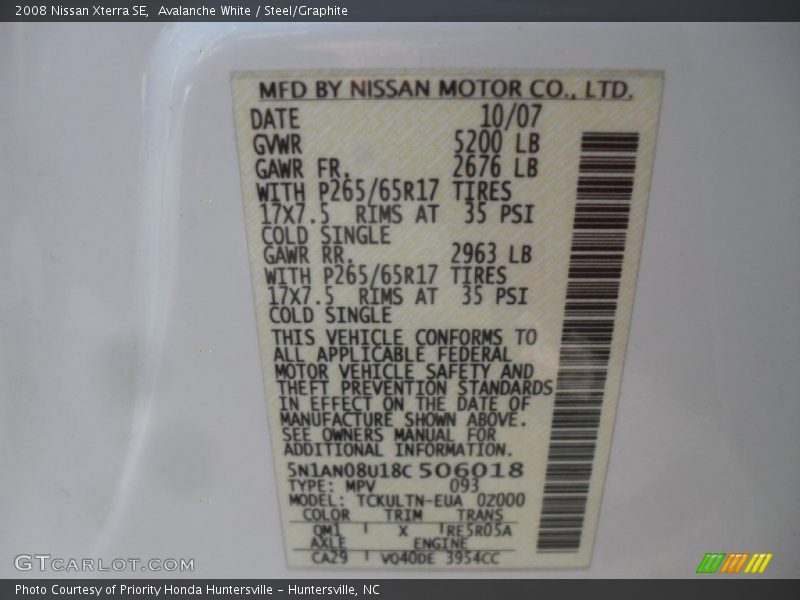 2008 Nissan Xterra SE,  Avalanche White / Steel/Graphite
MFD BY NISSAN MOTOR CO., LTD.
DATE 10/07
GVWR 5200 LB
GAWR FR. 2676 LB
WITH P265/65R17 TIRES
17X7.5 RIMS AT 35 PSI
COLD SINGLE
GAWR RR. 2963 LB
WITH P265/65R17 TIRES
17X7.5 RIMS AT 35 PSI
COLD SINGLE
THIS VEHICLE CONFORMS TO
ALL APPLICABLE FEDERAL
MOTOR VEHICLE SAFETY AND
THEFT PREVENTION STANDARDS
IN EFFECT ON THE DATE OF
MANUFACTURE SHOWN ABOVE.
SEE OWNERS MANUAL FOR
ADDITIONAL INFORMATION.
5N1AN08U18C506018
TYPE: MPV 093
MODEL: TCKULTN-EUA 02000
COLOR TRIM TRANS
QM1 X RE5R05A
AXLE ENGINE
CA29 VQ40DE 3954CC
GTCARLOT.COM
Photo Courtesy of Priority Honda Huntersville - Huntersville, NC